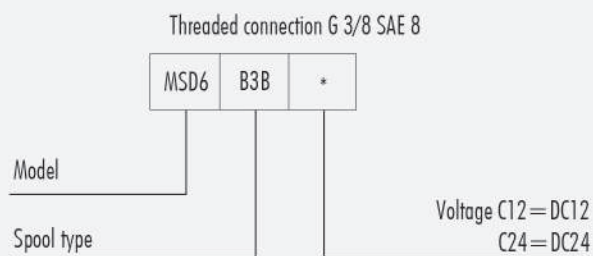 Threaded connection G 3/8 SAE 8
MSD6 B3B *
Model
Voltage C12=DC12
Spool type
C24=DC24